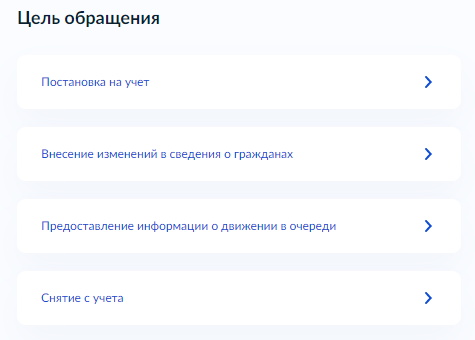 Цель обращения
Постановка на учет
Внесение изменений в сведения о гражданах
Предоставление информации о движении в очереди
Снятие с учета